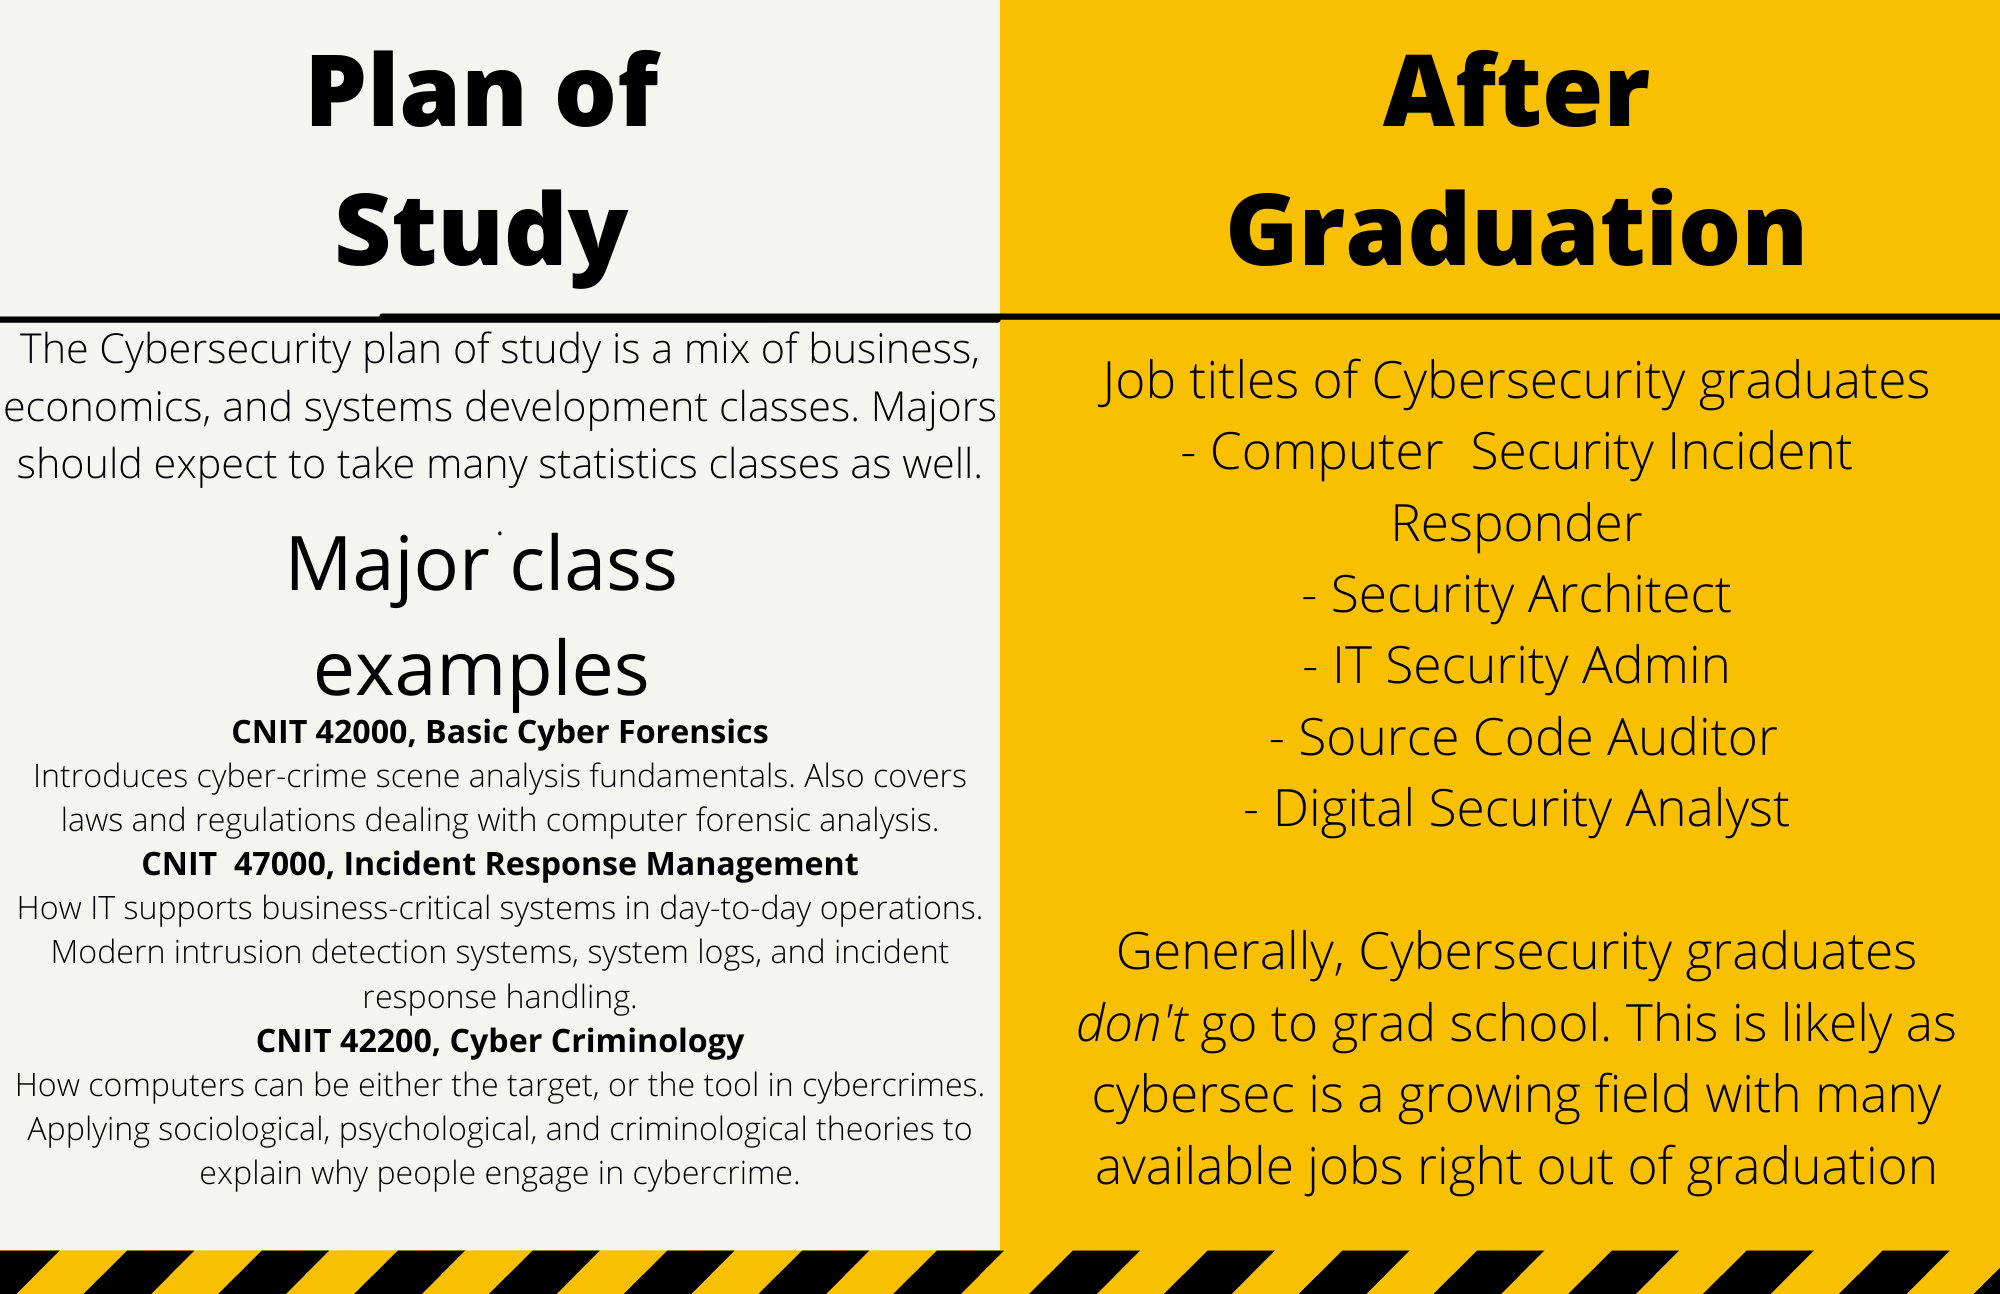 Plan of
Study
The Cybersecurity plan of study is a mix of business,
economics, and systems development classes. Majors
should expect to take many statistics classes as well.
.
Major class
examples
CNIT 42000, Basic Cyber Forensics
Introduces cyber-crime scene analysis fundamentals. Also covers
laws and regulations dealing with computer forensic analysis.
CNIT  47000, Incident Response Management
How IT supports business-critical systems in day-to-day operations.
Modern intrusion detection systems, system logs, and incident
response handling.
CNIT 42200, Cyber Criminology
How computers can be either the target, or the tool in cybercrimes.
Applying sociological, psychological, and criminological theories to
explain why people engage in cybercrime.
After
Graduation
Job titles of Cybersecurity graduates
- Computer  Security Incident
Responder
- Security Architect
- IT Security Admin
- Source Code Auditor
- Digital Security Analyst
Generally, Cybersecurity graduates
don't go to grad school. This is likely as
cybersec is a growing field with many
available jobs right out of graduation